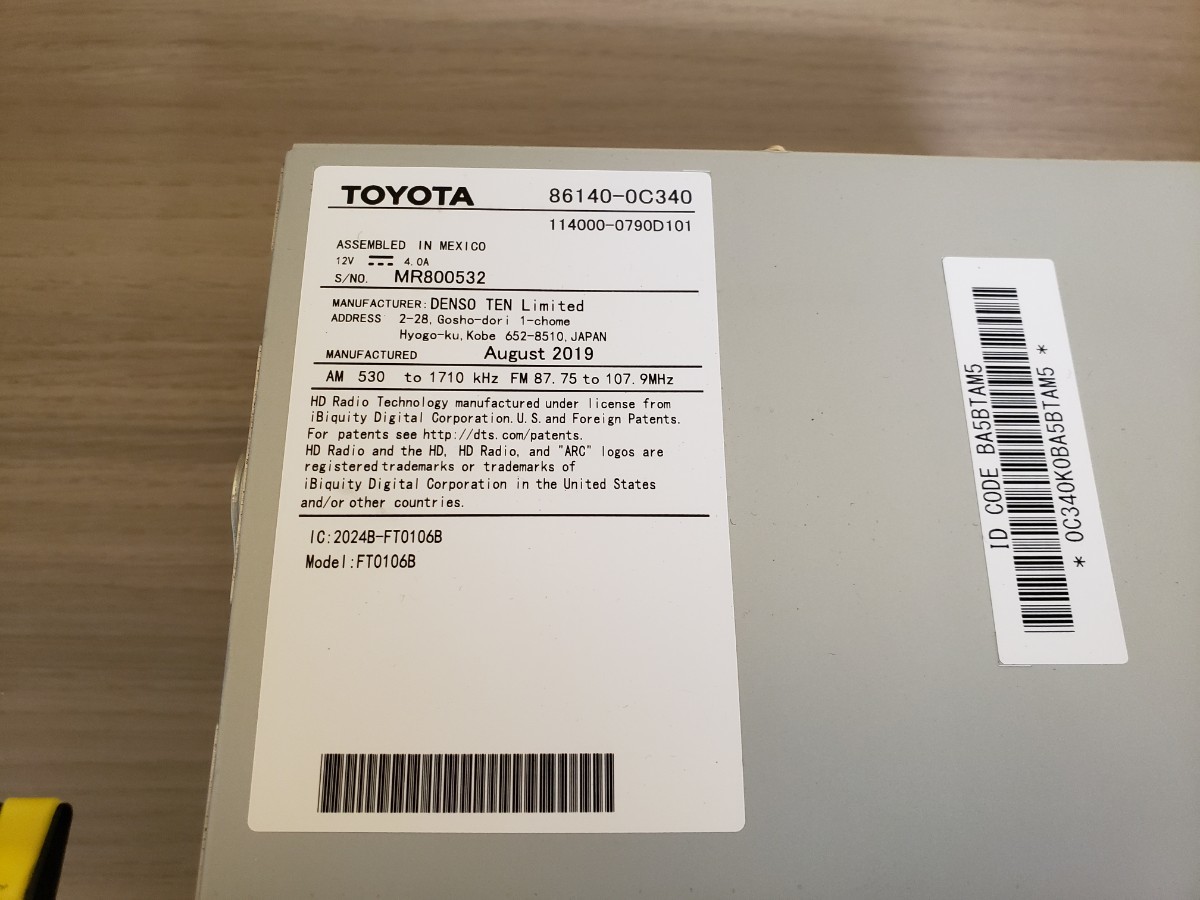 TOYOTA 86140-0C340
114000-0790D101
ASSEMBLED IN MEXICO
12V 4.0A
S/NO. MR800532
MANUFACTURER: DENSO TEN Limited
ADDRESS 2-28, Gosho-dori 1-chome
Hyogo-ku, Kobe 652-8510, JAPAN
MANUFACTURED August 2019
AM 530 to 1710 kHz FM 87.75 to 107.9MHz
HD Radio Technology manufactured under license from
iBiquity Digital Corporation. U.S. and Foreign Patents.
For patents see http://dts.com/patents.
HD Radio and the HD, HD Radio, and "ARC" logos are
registered trademarks or trademarks of
iBiquity Digital Corporation in the United States
and/or other countries.
IC:2024B-FT0106B
Model:FT0106B
ID CODE BA5BTAM5
* 0C340K0BA5BTAM5 *